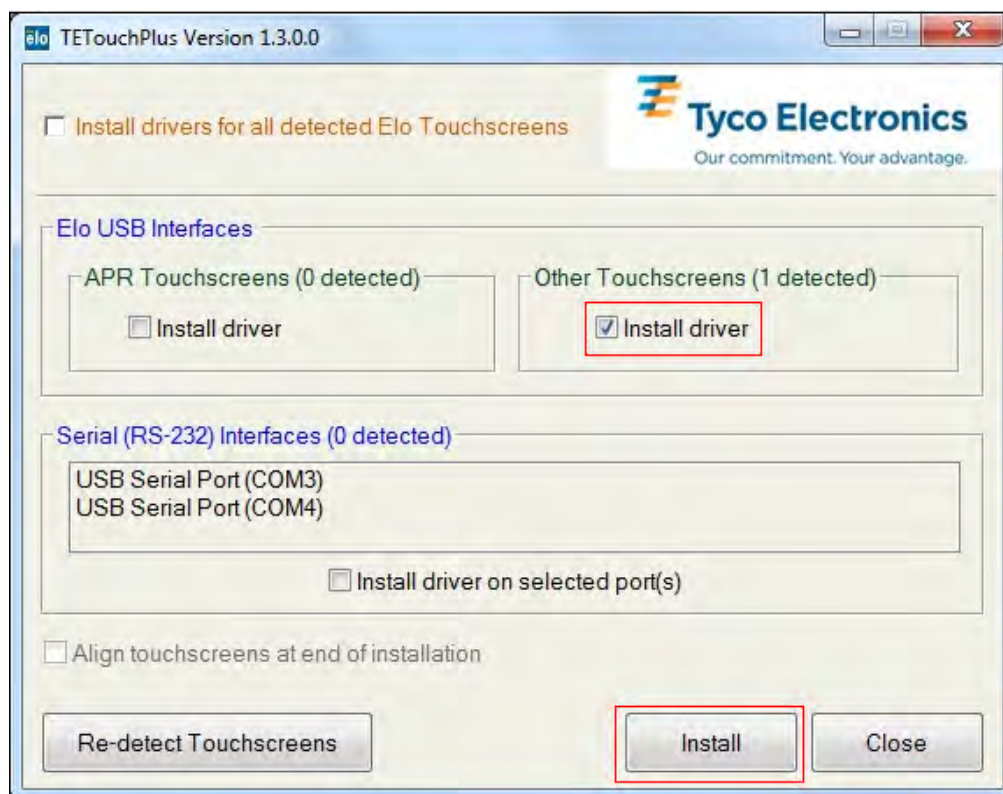 elo TETouchPlus Version 1.3.0.0
Install drivers for all detected Elo Touchscreens
Tyco Electronics
Our commitment. Your advantage.
Elo USB Interfaces
APR Touchscreens (0 detected)
Install driver
Other Touchscreens (1 detected)
Install driver
Serial (RS-232) Interfaces (0 detected)
USB Serial Port (COM3)
USB Serial Port (COM4)
Install driver on selected port(s)
Align touchscreens at end of installation
Re-detect Touchscreens
Install
Close